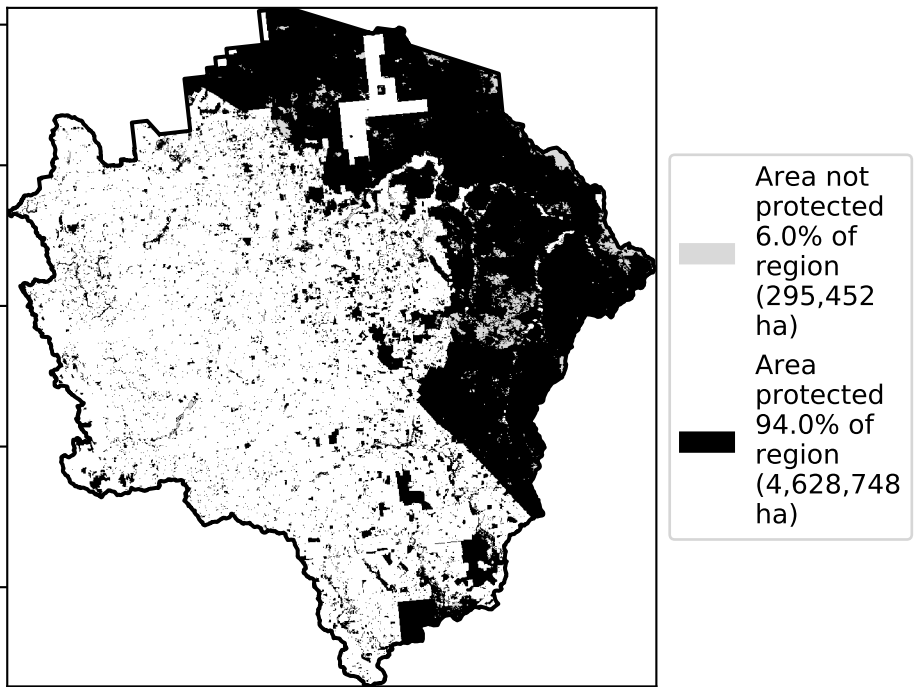 Area not
protected
6.0% of
region
(295,452
ha)
Area
protected
94.0% of
region
(4,628,748
ha)